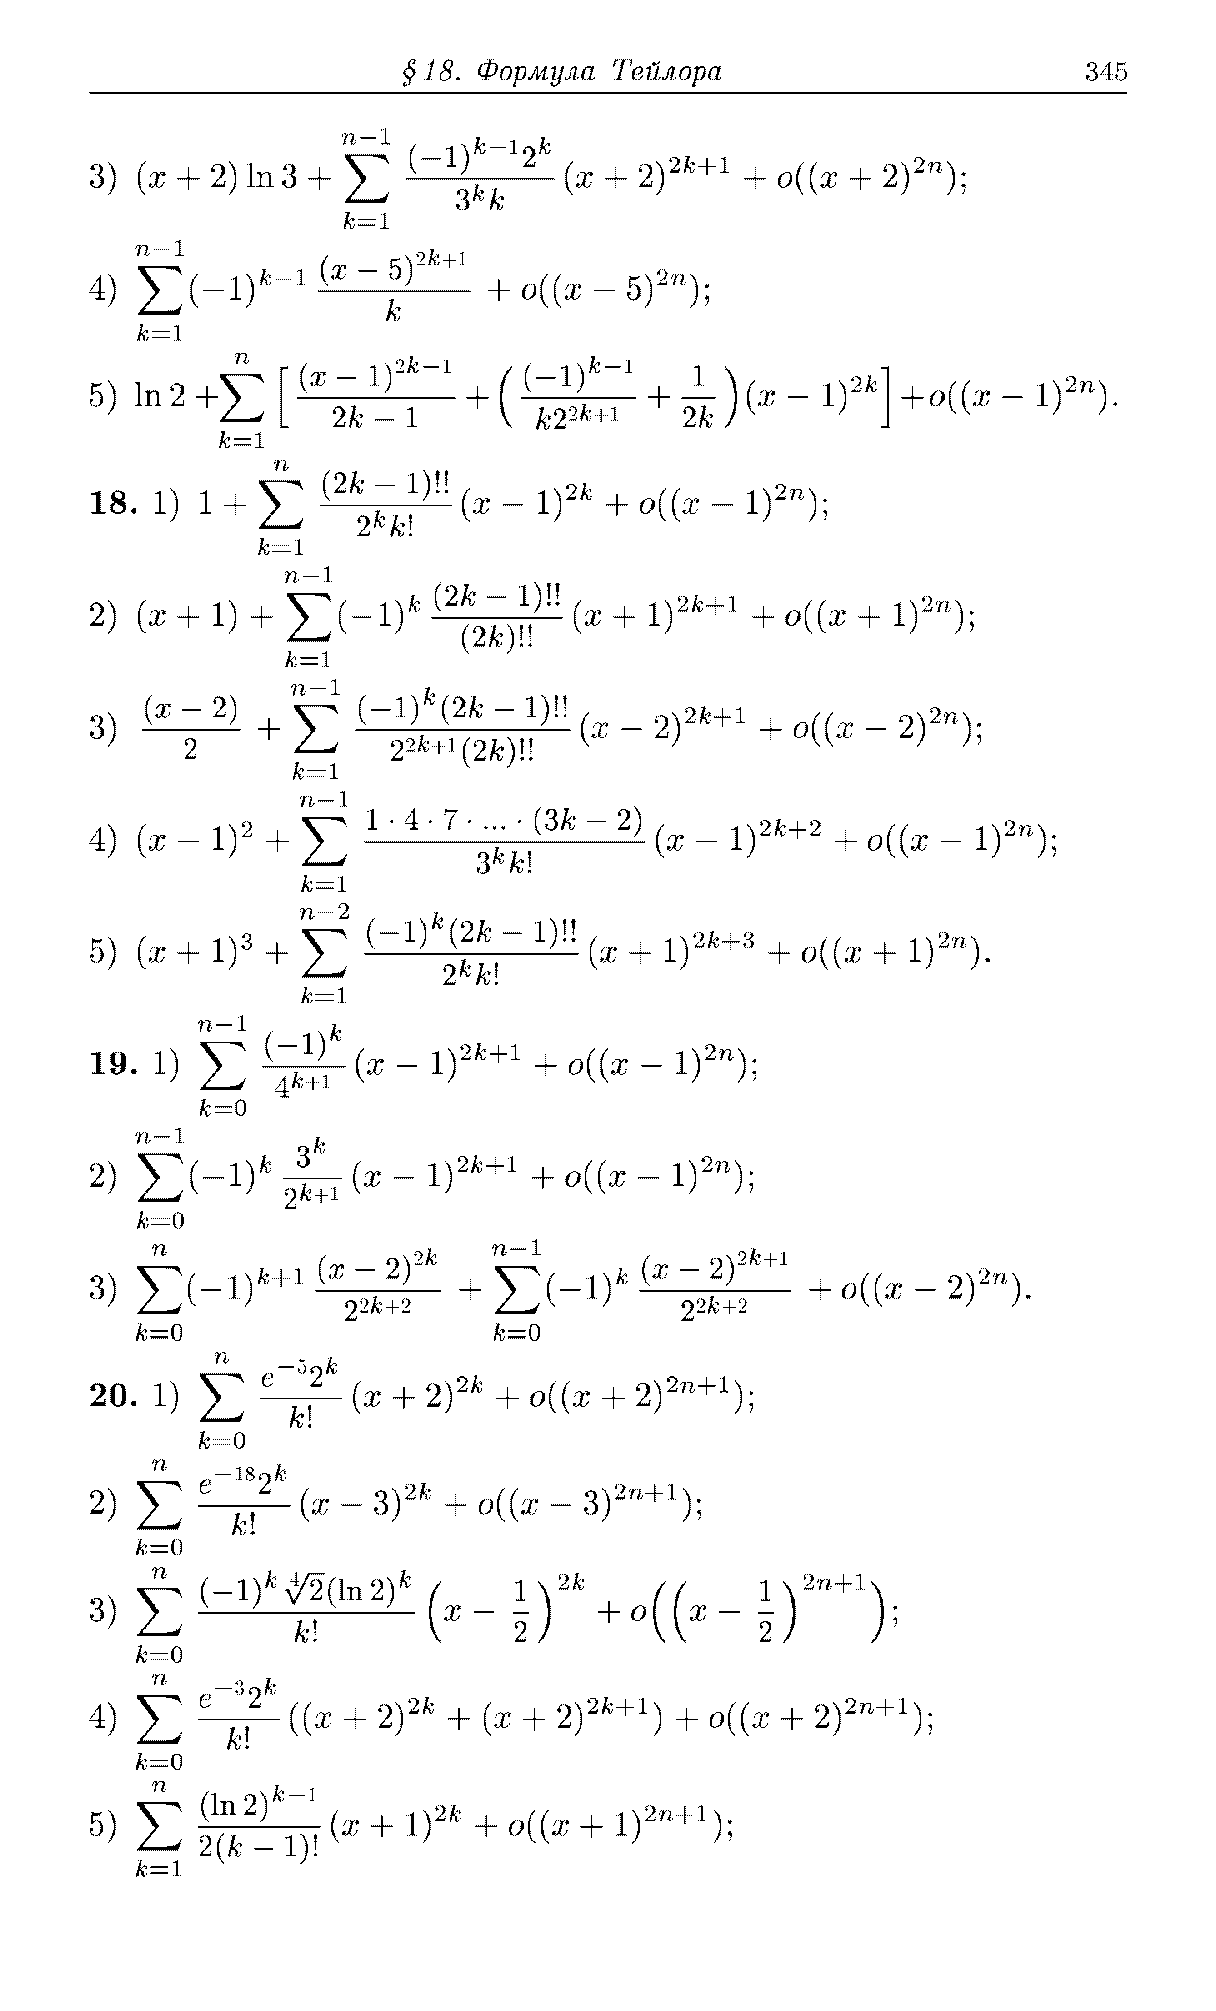 § 18. Формула Тейлора 345
3) $(x+2)\ln 3+\sum_{k=1}^{n-1}\frac{(-1)^{k-1}2^k}{3^k k}(x+2)^{2k+1}+o((x+2)^{2n});$
4) $\sum_{k=1}^{n-1}(-1)^{k-1}\frac{(x-5)^{2k+1}}{k}+o((x-5)^{2n});$
5) $\ln 2+\sum_{k=1}^{n}\left[\frac{(x-1)^{2k-1}}{2k-1}+\left(\frac{(-1)^{k-1}}{k2^{2k+1}}+\frac{1}{2k}\right)(x-1)^{2k}\right]+o((x-1)^{2n}).$
18. 1) $1+\sum_{k=1}^{n}\frac{(2k-1)!!}{2^k k!}(x-1)^{2k}+o((x-1)^{2n});$
2) $(x+1)+\sum_{k=1}^{n-1}(-1)^k\frac{(2k-1)!!}{(2k)!!}(x+1)^{2k+1}+o((x+1)^{2n});$
3) $\frac{(x-2)}{2}+\sum_{k=1}^{n-1}\frac{(-1)^k(2k-1)!!}{2^{2k+1}(2k)!!}(x-2)^{2k+1}+o((x-2)^{2n});$
4) $(x-1)^2+\sum_{k=1}^{n-1}\frac{1\cdot 4\cdot 7\cdot ...\cdot(3k-2)}{3^k k!}(x-1)^{2k+2}+o((x-1)^{2n});$
5) $(x+1)^3+\sum_{k=1}^{n-2}\frac{(-1)^k(2k-1)!!}{2^k k!}(x+1)^{2k+3}+o((x+1)^{2n}).$
19. 1) $\sum_{k=0}^{n-1}\frac{(-1)^k}{4^{k+1}}(x-1)^{2k+1}+o((x-1)^{2n});$
2) $\sum_{k=0}^{n-1}(-1)^k\frac{3^k}{2^{k+1}}(x-1)^{2k+1}+o((x-1)^{2n});$
3) $\sum_{k=0}^{n}(-1)^{k+1}\frac{(x-2)^{2k}}{2^{2k+2}}+\sum_{k=0}^{n-1}(-1)^k\frac{(x-2)^{2k+1}}{2^{2k+2}}+o((x-2)^{2n}).$
20. 1) $\sum_{k=0}^{n}\frac{e^{-5}2^k}{k!}(x+2)^{2k}+o((x+2)^{2n+1});$
2) $\sum_{k=0}^{n}\frac{e^{-18}2^k}{k!}(x-3)^{2k}+o((x-3)^{2n+1});$
3) $\sum_{k=0}^{n}\frac{(-1)^k\sqrt[4]{2}(\ln 2)^k}{k!}\left(x-\frac{1}{2}\right)^{2k}+o\left(\left(x-\frac{1}{2}\right)^{2n+1}\right);$
4) $\sum_{k=0}^{n}\frac{e^{-3}2^k}{k!}((x+2)^{2k}+(x+2)^{2k+1})+o((x+2)^{2n+1});$
5) $\sum_{k=1}^{n}\frac{(\ln 2)^{k-1}}{2(k-1)!}(x+1)^{2k}+o((x+1)^{2n+1});$